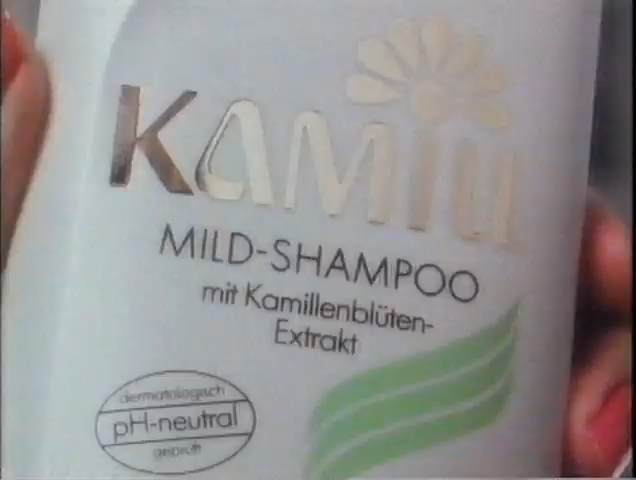 KAMILL
MILD-SHAMPOO
mit Kamillenblüten-
Extrakt
dermatologisch
pH-neutral
geprüft